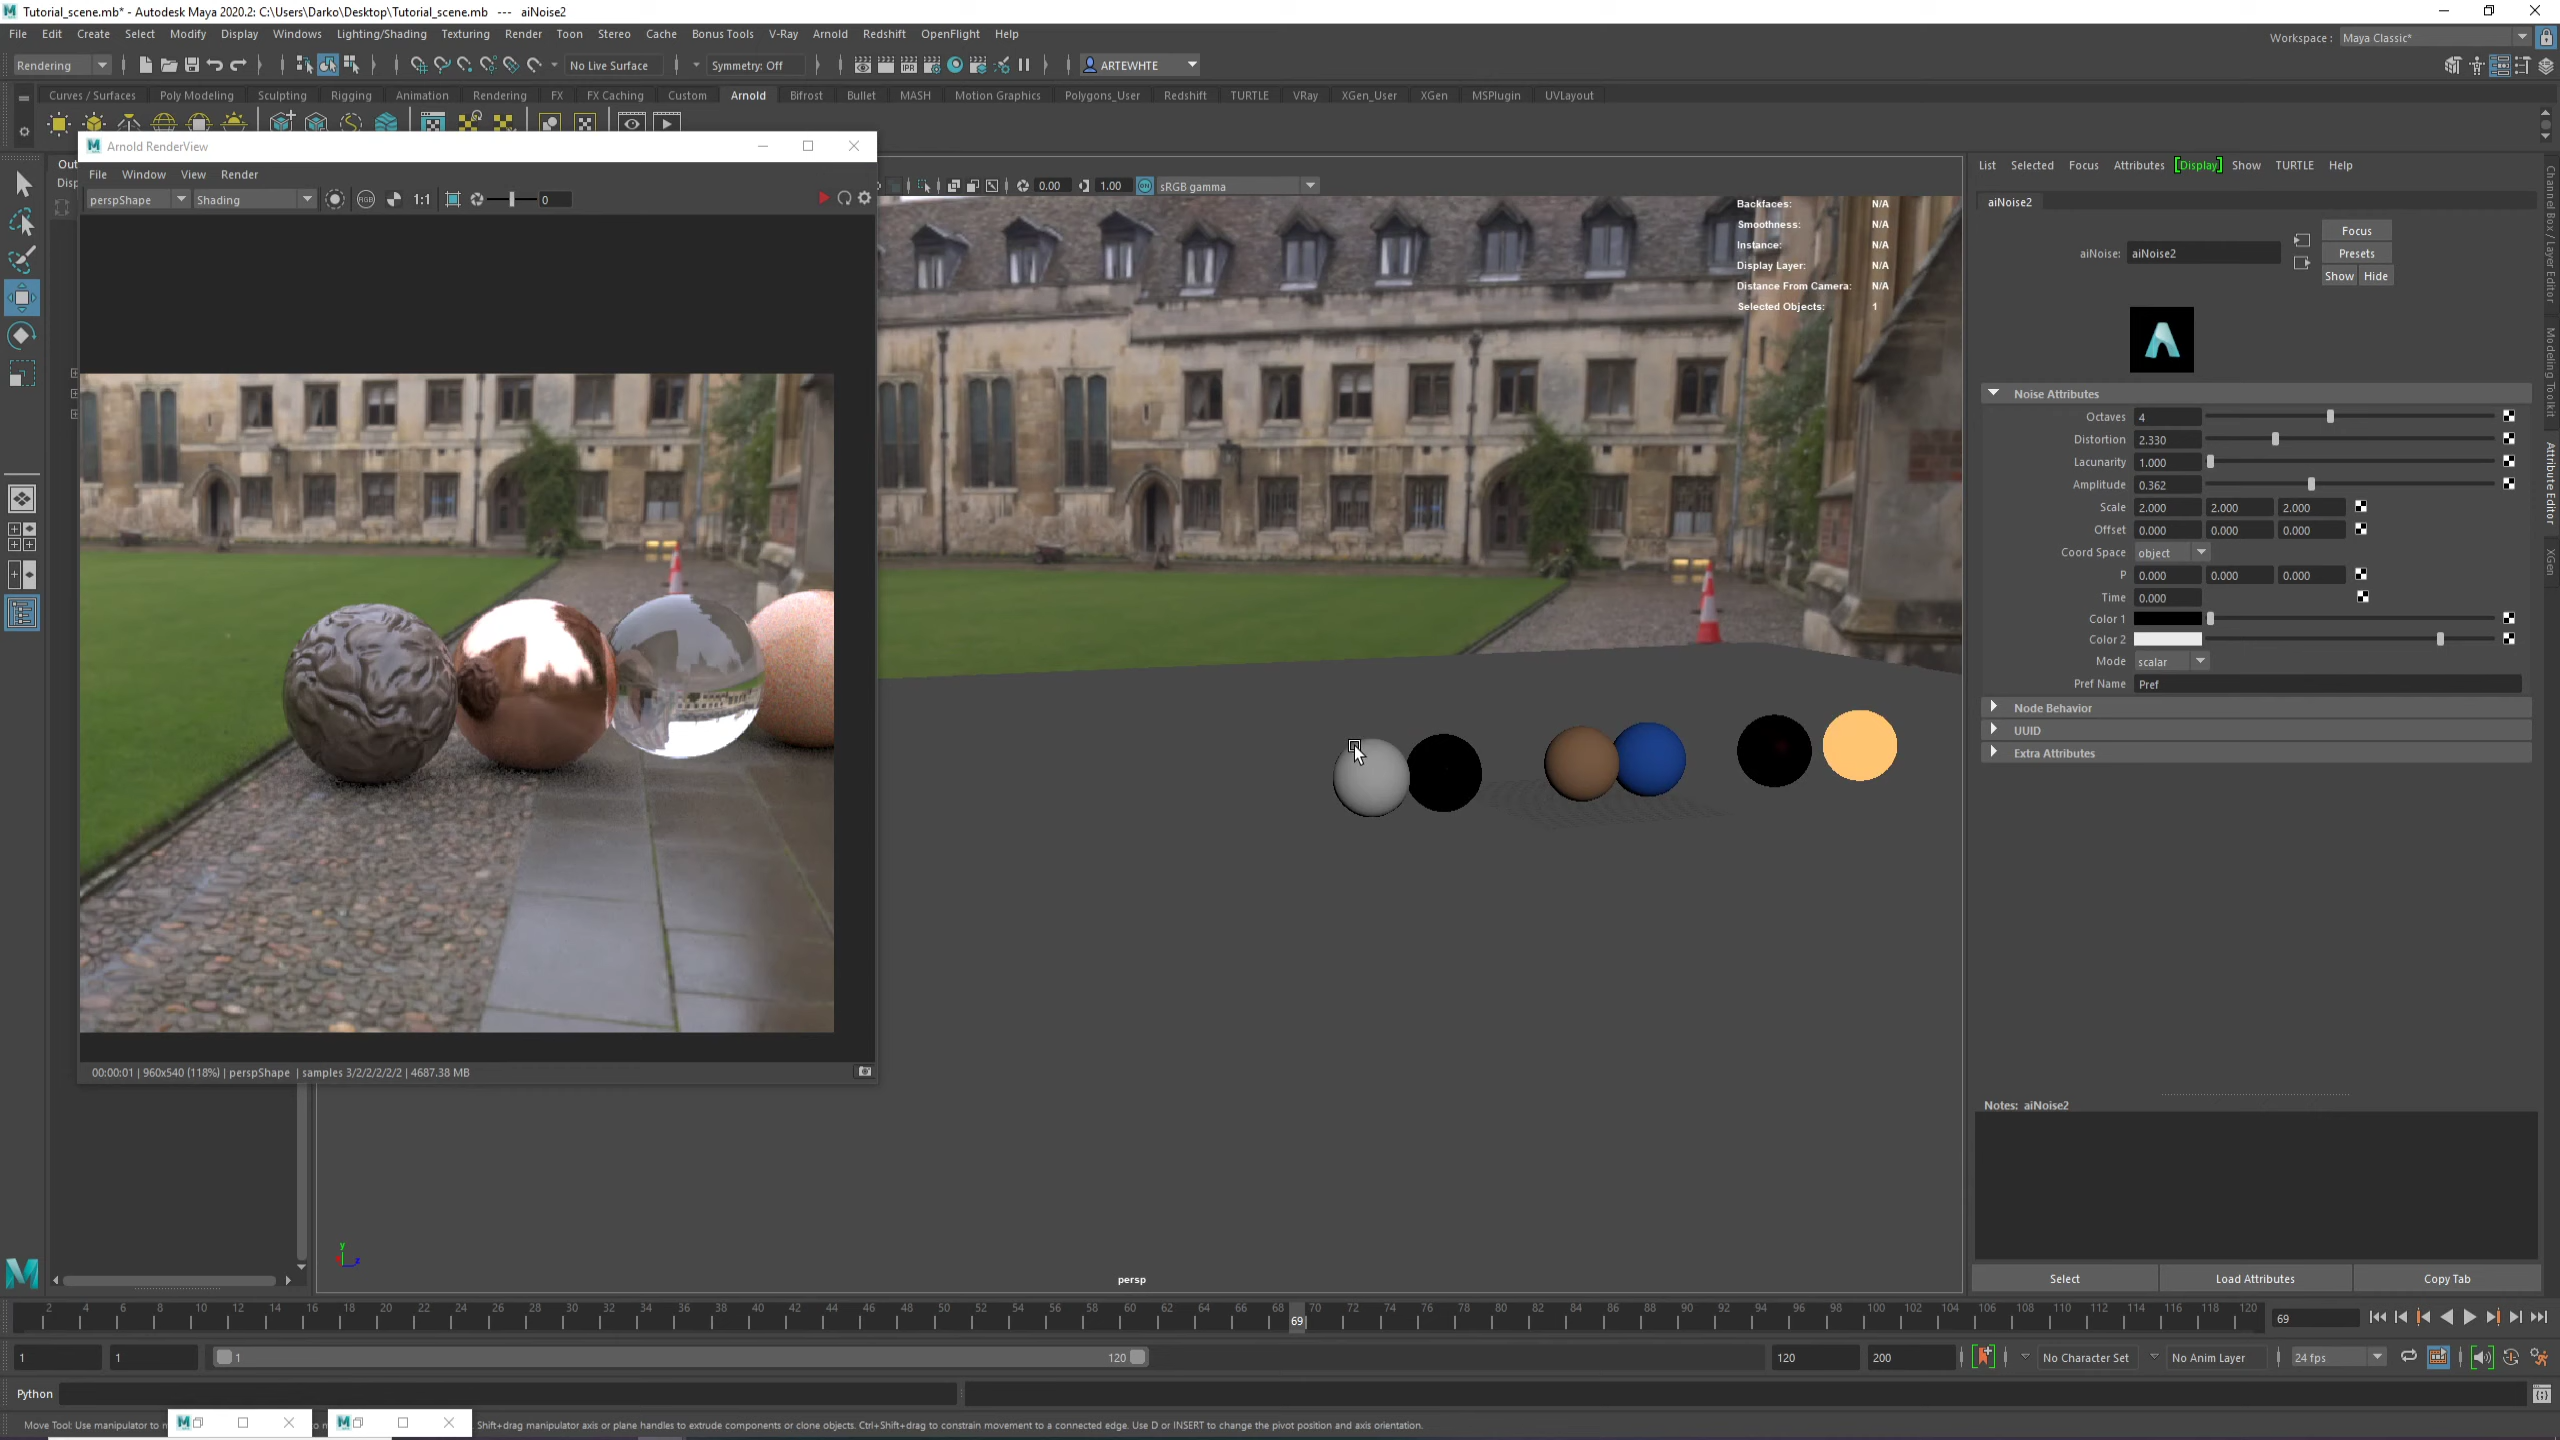 Tutorial_scene.mb* - Autodesk Maya 2020.2: C:\Users\Darko\Desktop\Tutorial_scene.mb --- aiNoise2
File Edit Create Select Modify Display Windows Lighting/Shading Texturing Render Toon Stereo Cache Bonus Tools V-Ray Arnold Redshift OpenFlight Help
Workspace : Maya Classic*
Rendering No Live Surface Symmetry: Off ARTEWHTE
Curves / Surfaces Poly Modeling Sculpting Rigging Animation Rendering FX FX Caching Custom Arnold Bifrost Bullet MASH Motion Graphics Polygons_User Redshift TURTLE VRay XGen_User XGen MSPlugin UVLayout
Arnold RenderView
File Window View Render
perspShape Shading RGB 1:1 0
0.00 1.00 sRGB gamma
Backfaces: N/A
Smoothness: N/A
Instance: N/A
Display Layer: N/A
Distance From Camera: N/A
Selected Objects: 1
List Selected Focus Attributes [Display] Show TURTLE Help
aiNoise2
aiNoise: aiNoise2
Focus
Presets
Show Hide
Noise Attributes
Octaves 4
Distortion 2.330
Lacunarity 1.000
Amplitude 0.362
Scale 2.000 2.000 2.000
Offset 0.000 0.000 0.000
Coord Space object
P 0.000 0.000 0.000
Time 0.000
Color 1
Color 2
Mode scalar
Pref Name Pref
Node Behavior
UUID
Extra Attributes
Notes: aiNoise2
Select Load Attributes Copy Tab
Channel Box / Layer Editor
Modeling Toolkit
Attribute Editor
XGen
00:00:01 | 960x540 (118%) | perspShape | samples 3/2/2/2/2/2 | 4687.38 MB
y
z
persp
2 4 6 8 10 12 14 16 18 20 22 24 26 28 30 32 34 36 38 40 42 44 46 48 50 52 54 56 58 60 62 64 66 68 70 72 74 76 78 80 82 84 86 88 90 92 94 96 98 100 102 104 106 108 110 112 114 116 118 120
69
69
1 1 1 120 120 200 No Character Set No Anim Layer 24 fps
Python
Move Tool: Use manipulator to
Shift+drag manipulator axis or plane handles to extrude components or clone objects. Ctrl+Shift+drag to constrain movement to a connected edge. Use D or INSERT to change the pivot position and axis orientation.